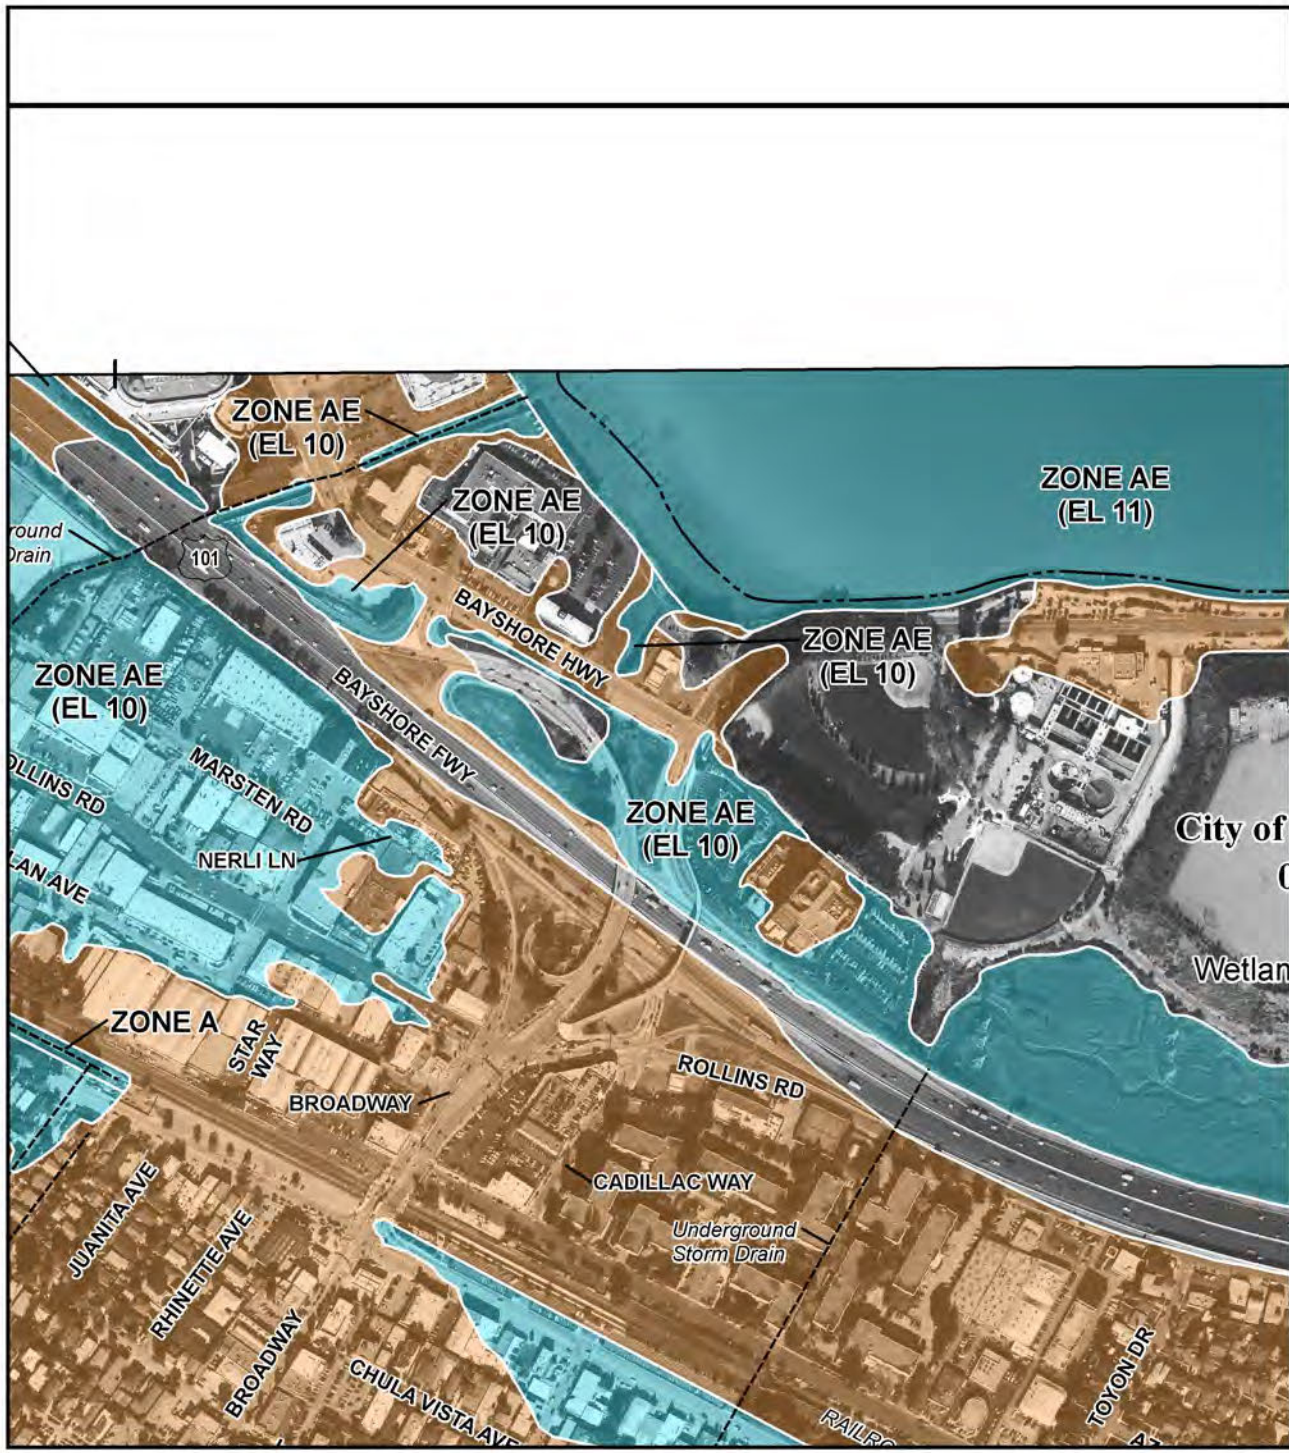 ZONE AE
(EL 10)
ZONE AE
(EL 11)
ZONE AE
(EL 10)
round
Drain
101
BAYSHORE HWY
ZONE AE
(EL 10)
ZONE AE
(EL 10)
BAYSHORE FWY
OLLINS RD
MARSTEN RD
ZONE AE
(EL 10)
City of
NERLI LN
LAN AVE
Wetlan
ZONE A
STAR
WAY
ROLLINS RD
BROADWAY
CADILLAC WAY
JUANITA AVE
RHINETTE AVE
Underground
Storm Drain
BROADWAY
CHULA VISTA AVE
TOYON DR
RAILRO